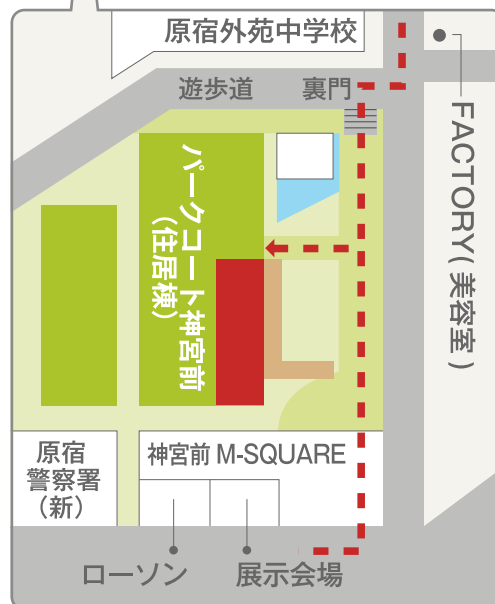 原宿外苑中学校
遊歩道
裏門
FACTORY(美容室)
パークコート神宮前
(住居棟)
原宿
警察署
(新)
神宮前 M-SQUARE
ローソン
展示会場